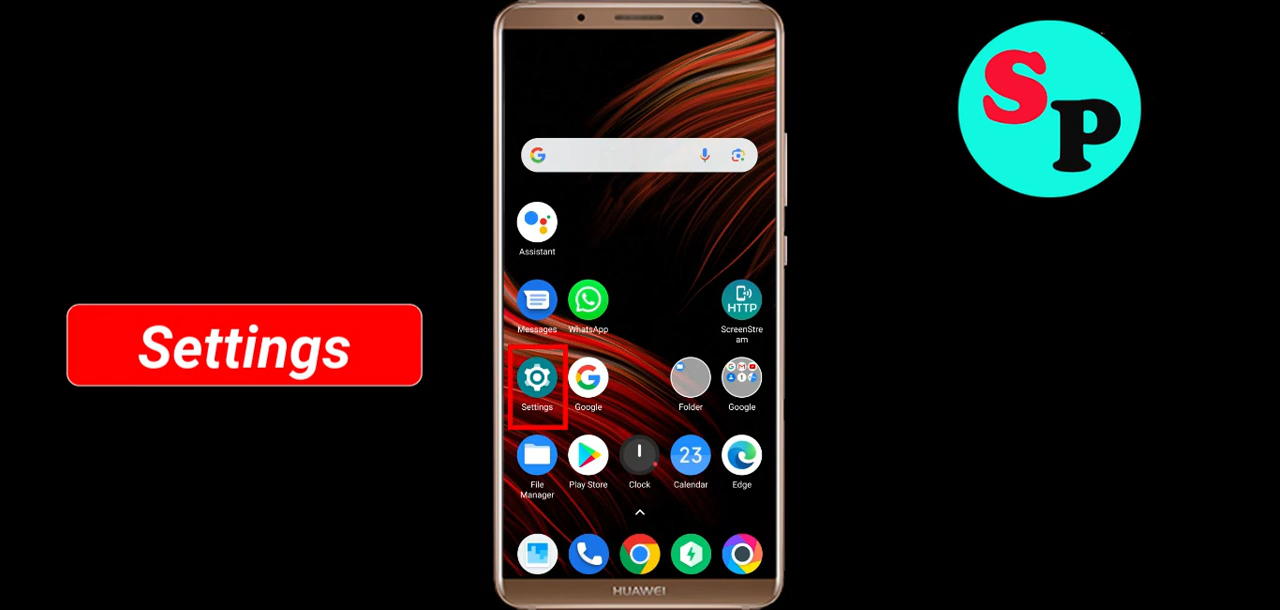 SP
Assistant
Messages WhatsApp HTTP
ScreenStre
am
Settings
Settings Google Folder Google
23
File
Manager Play Store Clock Calendar Edge
HUAWEI